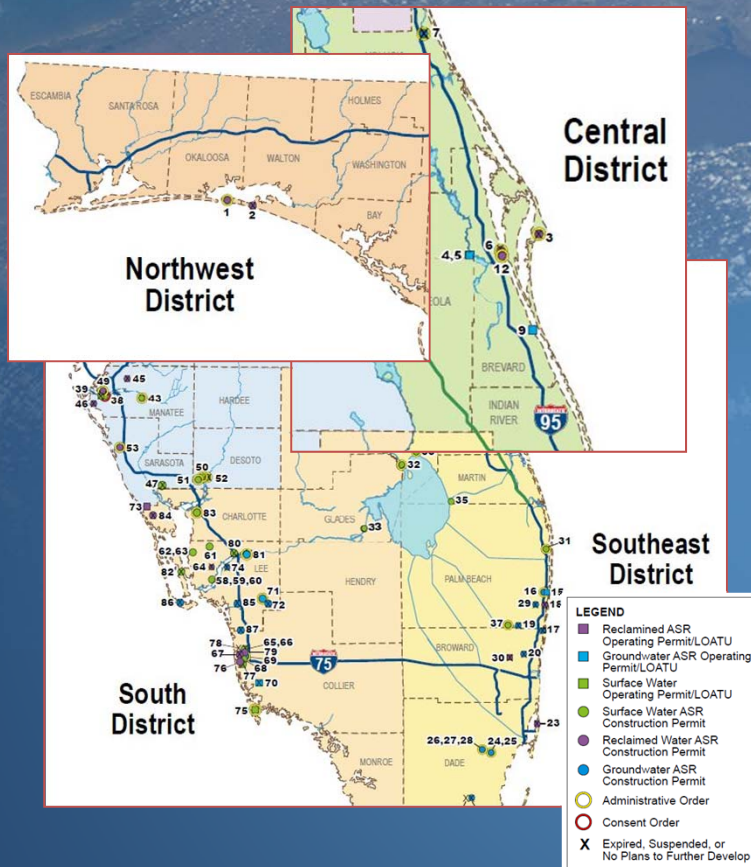 7
Central
District
3
6
4,5
12
9
OLA
BREVARD
INDIAN
RIVER
INTERSTATE
95
ESCAMBIA
SANTA ROSA
HOLMES
OKALOOSA
WALTON
WASHINGTON
BAY
1
2
Northwest
District
49
39
38
45
46
43
MANATEE
HARDEE
53
SARASOTA
DESOTO
50
51
52
47
73
84
83
CHARLOTTE
GLADES
32
33
MARTIN
35
31
62,63
61
80
81
64
74
LEE
82
58,59,60
HENDRY
PALM BEACH
86
85
71
72
87
16
15
29
18
37
19
17
BROWARD
30
20
78
65,66
67
79
69
76
68
77
70
75
75
COLLIER
South
District
Southeast
District
23
26,27,28
24,25
MONROE
DADE
LEGEND
Reclamined ASR
Operating Permit/LOATU
Groundwater ASR Operating
Permit/LOATU
Surface Water
Operating Permit/LOATU
Surface Water ASR
Construction Permit
Reclaimed Water ASR
Construction Permit
Groundwater ASR
Construction Permit
Administrative Order
Consent Order
X Expired, Suspended, or
No Plans to Further Develop